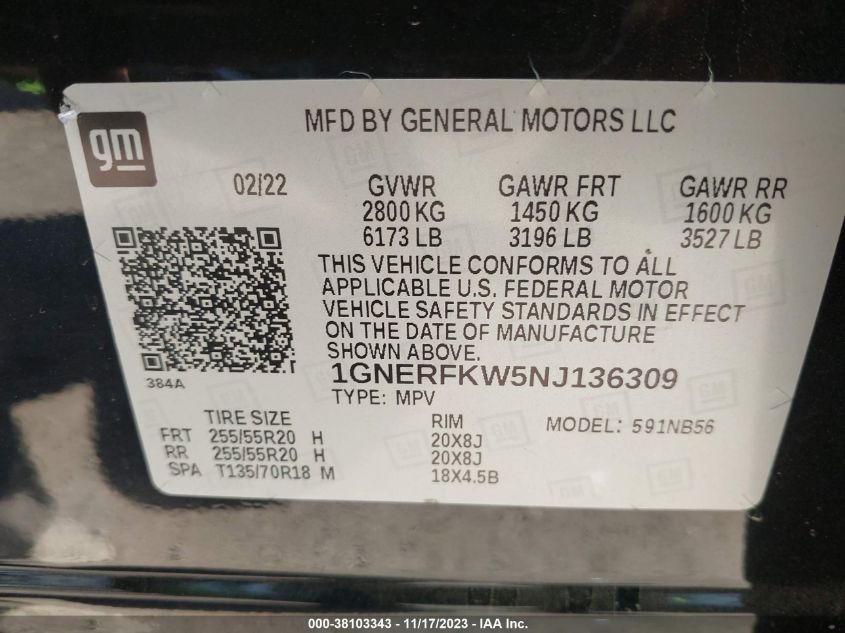 gm
MFD BY GENERAL MOTORS LLC
02/22 GVWR GAWR FRT GAWR RR
2800 KG 1450 KG 1600 KG
6173 LB 3196 LB 3527 LB
THIS VEHICLE CONFORMS TO ALL
APPLICABLE U.S. FEDERAL MOTOR
VEHICLE SAFETY STANDARDS IN EFFECT
ON THE DATE OF MANUFACTURE
SHOWN ABOVE.
384A
1GNERFKW5NJ136309
TYPE: MPV
TIRE SIZE RIM MODEL: 591NB56
FRT 255/55R20 H 20X8J
RR 255/55R20 H 20X8J
SPA T135/70R18 M 18X4.5B
000-38103343 - 11/17/2023 - IAA Inc.